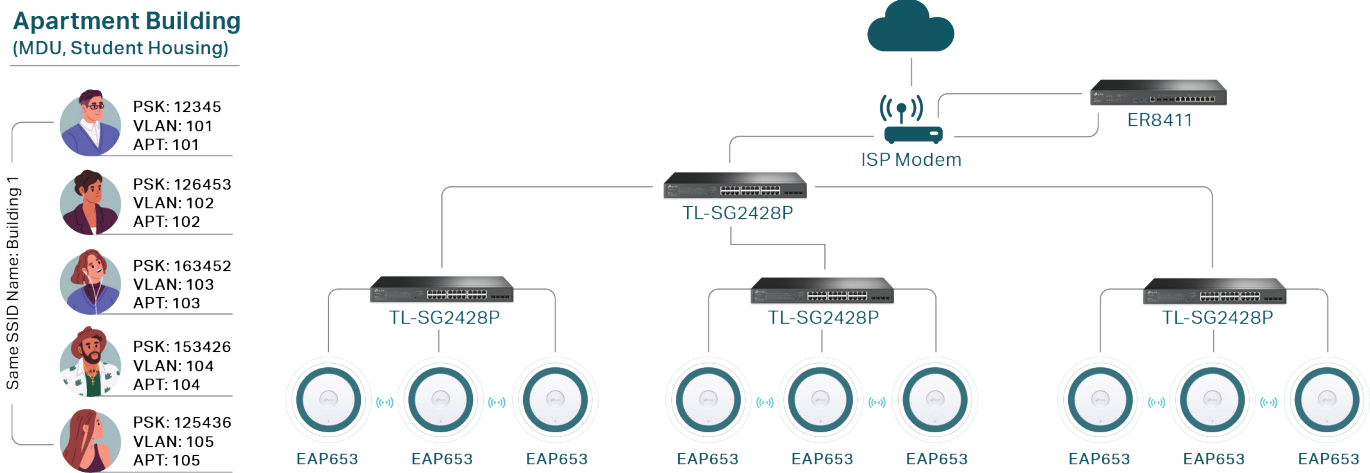 Apartment Building
(MDU, Student Housing)
Same SSID Name: Building 1
PSK: 12345
VLAN: 101
APT: 101
PSK: 126453
VLAN: 102
APT: 102
PSK: 163452
VLAN: 103
APT: 103
PSK: 153426
VLAN: 104
APT: 104
PSK: 125436
VLAN: 105
APT: 105
ER8411
ISP Modem
TL-SG2428P
TL-SG2428P
TL-SG2428P
TL-SG2428P
EAP653
EAP653
EAP653
EAP653
EAP653
EAP653
EAP653
EAP653
EAP653